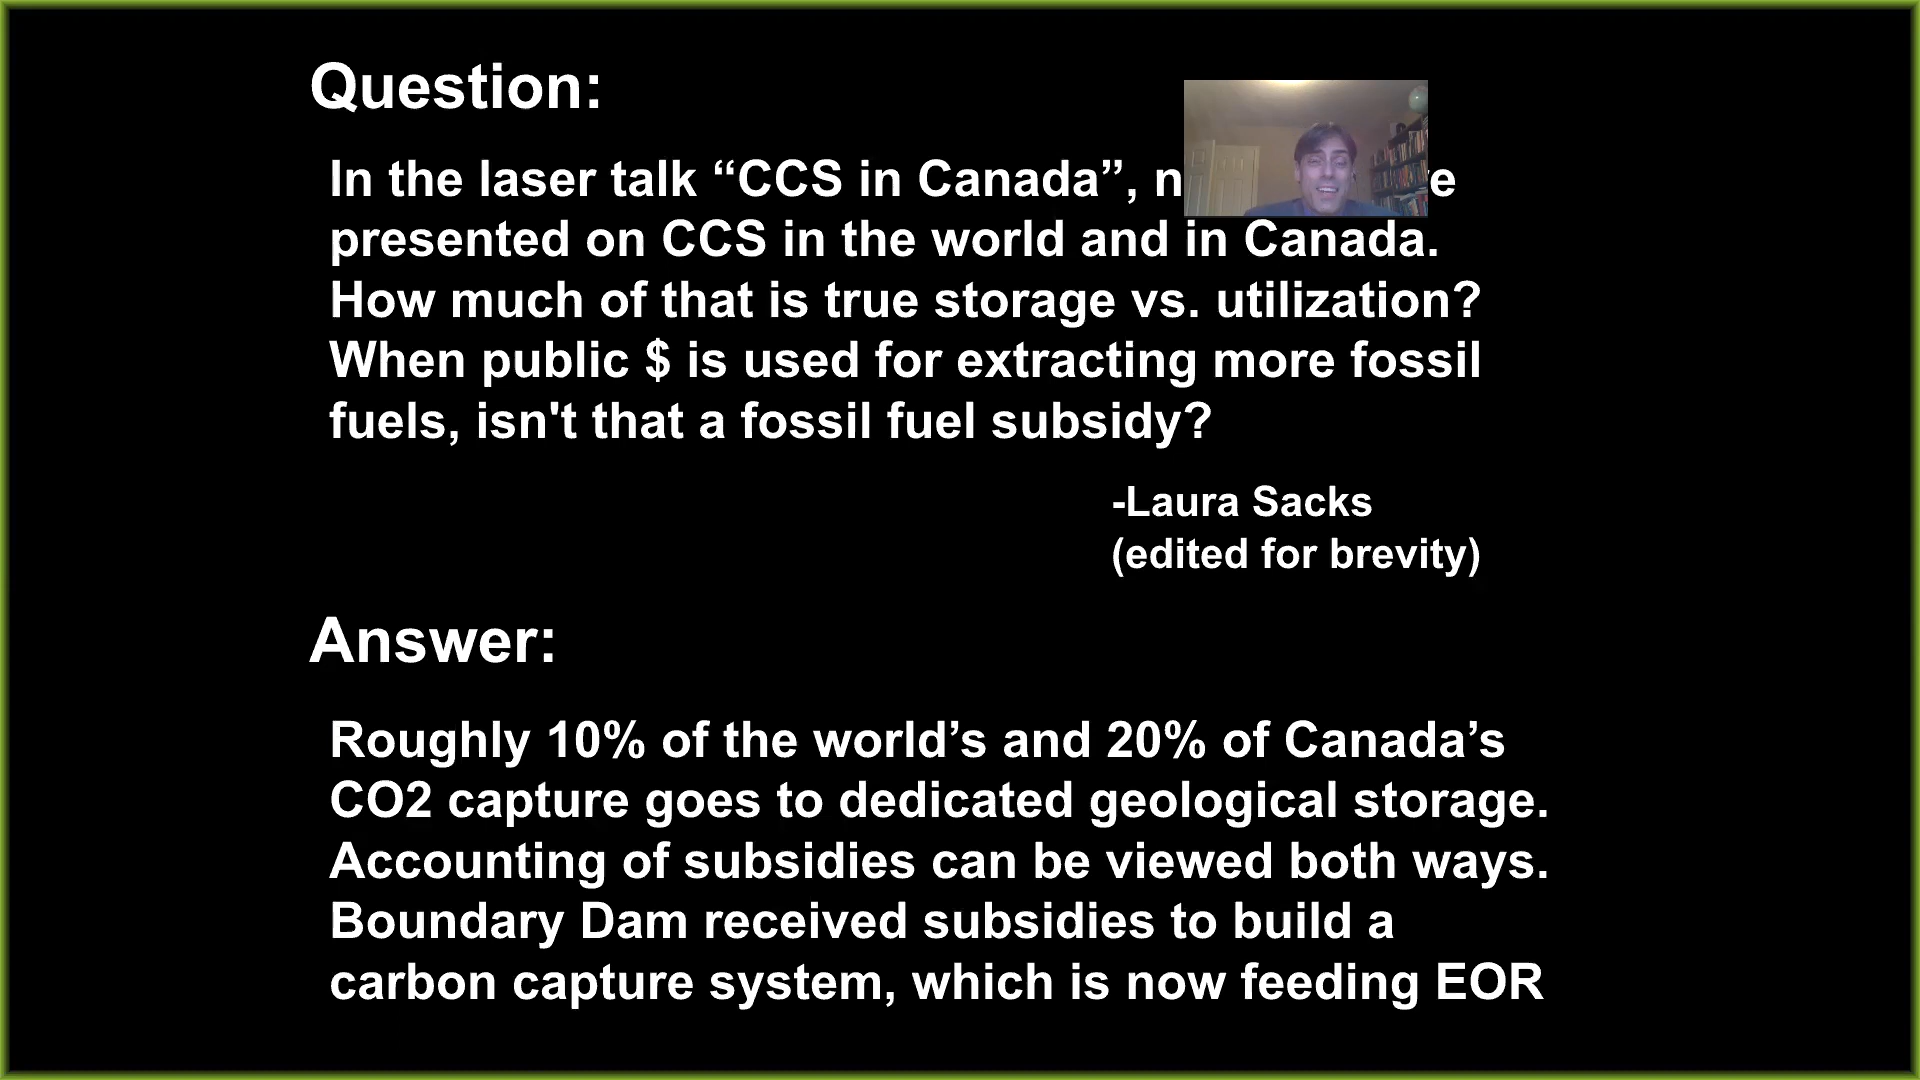 Question:
In the laser talk “CCS in Canada”,
presented on CCS in the world and in Canada.
How much of that is true storage vs. utilization?
When public $ is used for extracting more fossil
fuels, isn't that a fossil fuel subsidy?
-Laura Sacks
(edited for brevity)
Answer:
Roughly 10% of the world’s and 20% of Canada’s
CO2 capture goes to dedicated geological storage.
Accounting of subsidies can be viewed both ways.
Boundary Dam received subsidies to build a
carbon capture system, which is now feeding EOR